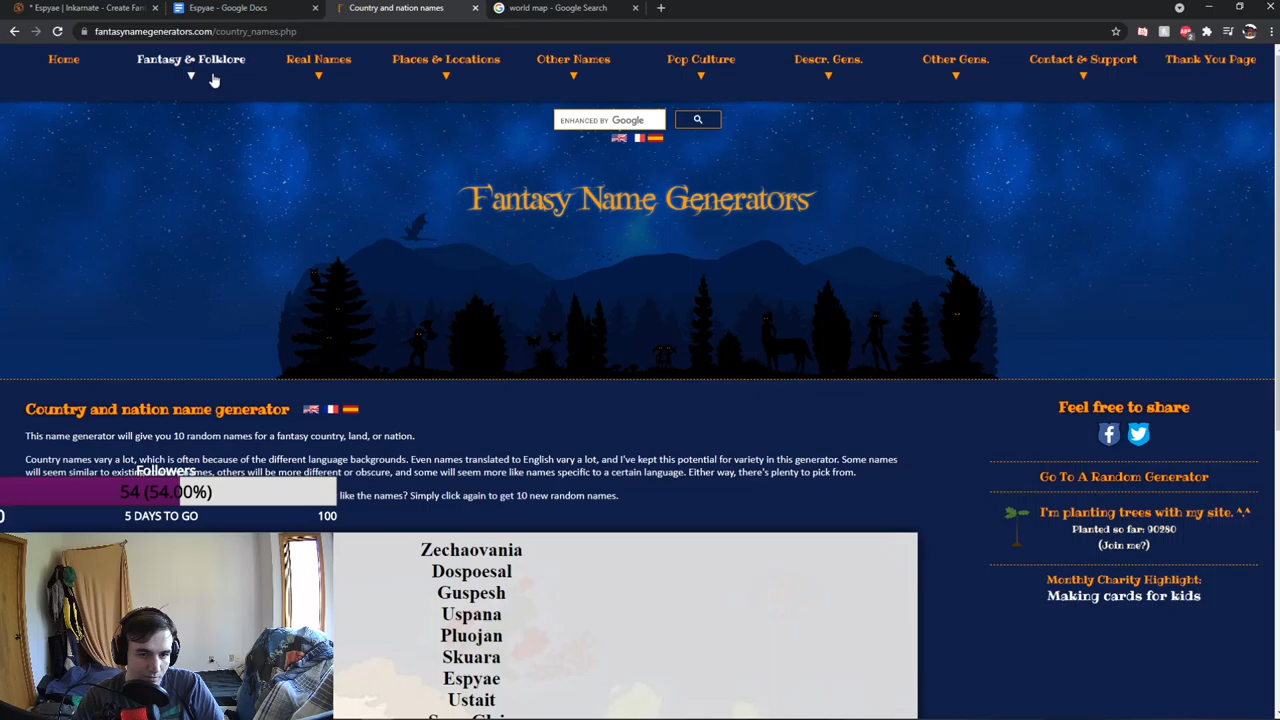 * Espyae | Inkarnate - Create Fan
Espyae - Google Docs
Country and nation names
world map - Google Search
fantasynamegenerators.com/country_names.php
Home
Fantasy & Folklore
Real Names
Places & Locations
Other Names
Pop Culture
Descr. Gens.
Other Gens.
Contact & Support
Thank You Page
ENHANCED BY Google
Fantasy Name Generators
Country and nation name generator
This name generator will give you 10 random names for a fantasy country, land, or nation.
Country names vary a lot, which is often because of the different language backgrounds. Even names translated to English vary a lot, and I've kept this potential for variety in this generator. Some names
will seem similar to existing names, others will be more different or obscure, and some will seem more like names specific to a certain language. Either way, there's plenty to pick from.
like the names? Simply click again to get 10 new random names.
Followers
54 (54.00%)
0
5 DAYS TO GO
100
Zechaovania
Dospoesal
Guspesh
Uspana
Pluojan
Skuara
Espyae
Ustait
Feel free to share
Go To A Random Generator
I'm planting trees with my site. ^.^
Planted so far: 90280
(Join me?)
Monthly Charity Highlight:
Making cards for kids